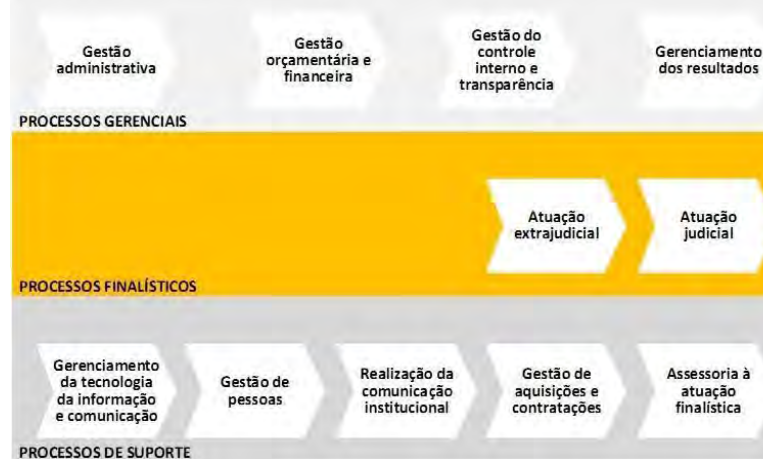 Gestão
administrativa
Gestão
orçamentária e
financeira
Gestão do
controle
interno e
transparência
Gerenciamento
dos resultados
PROCESSOS GERENCIAIS
Atuação
extrajudicial
Atuação
judicial
PROCESSOS FINALÍSTICOS
Gerenciamento
da tecnologia
da informação
e comunicação
Gestão de
pessoas
Realização da
comunicação
institucional
Gestão de
aquisições e
contratações
Assessoria à
atuação
finalística
PROCESSOS DE SUPORTE